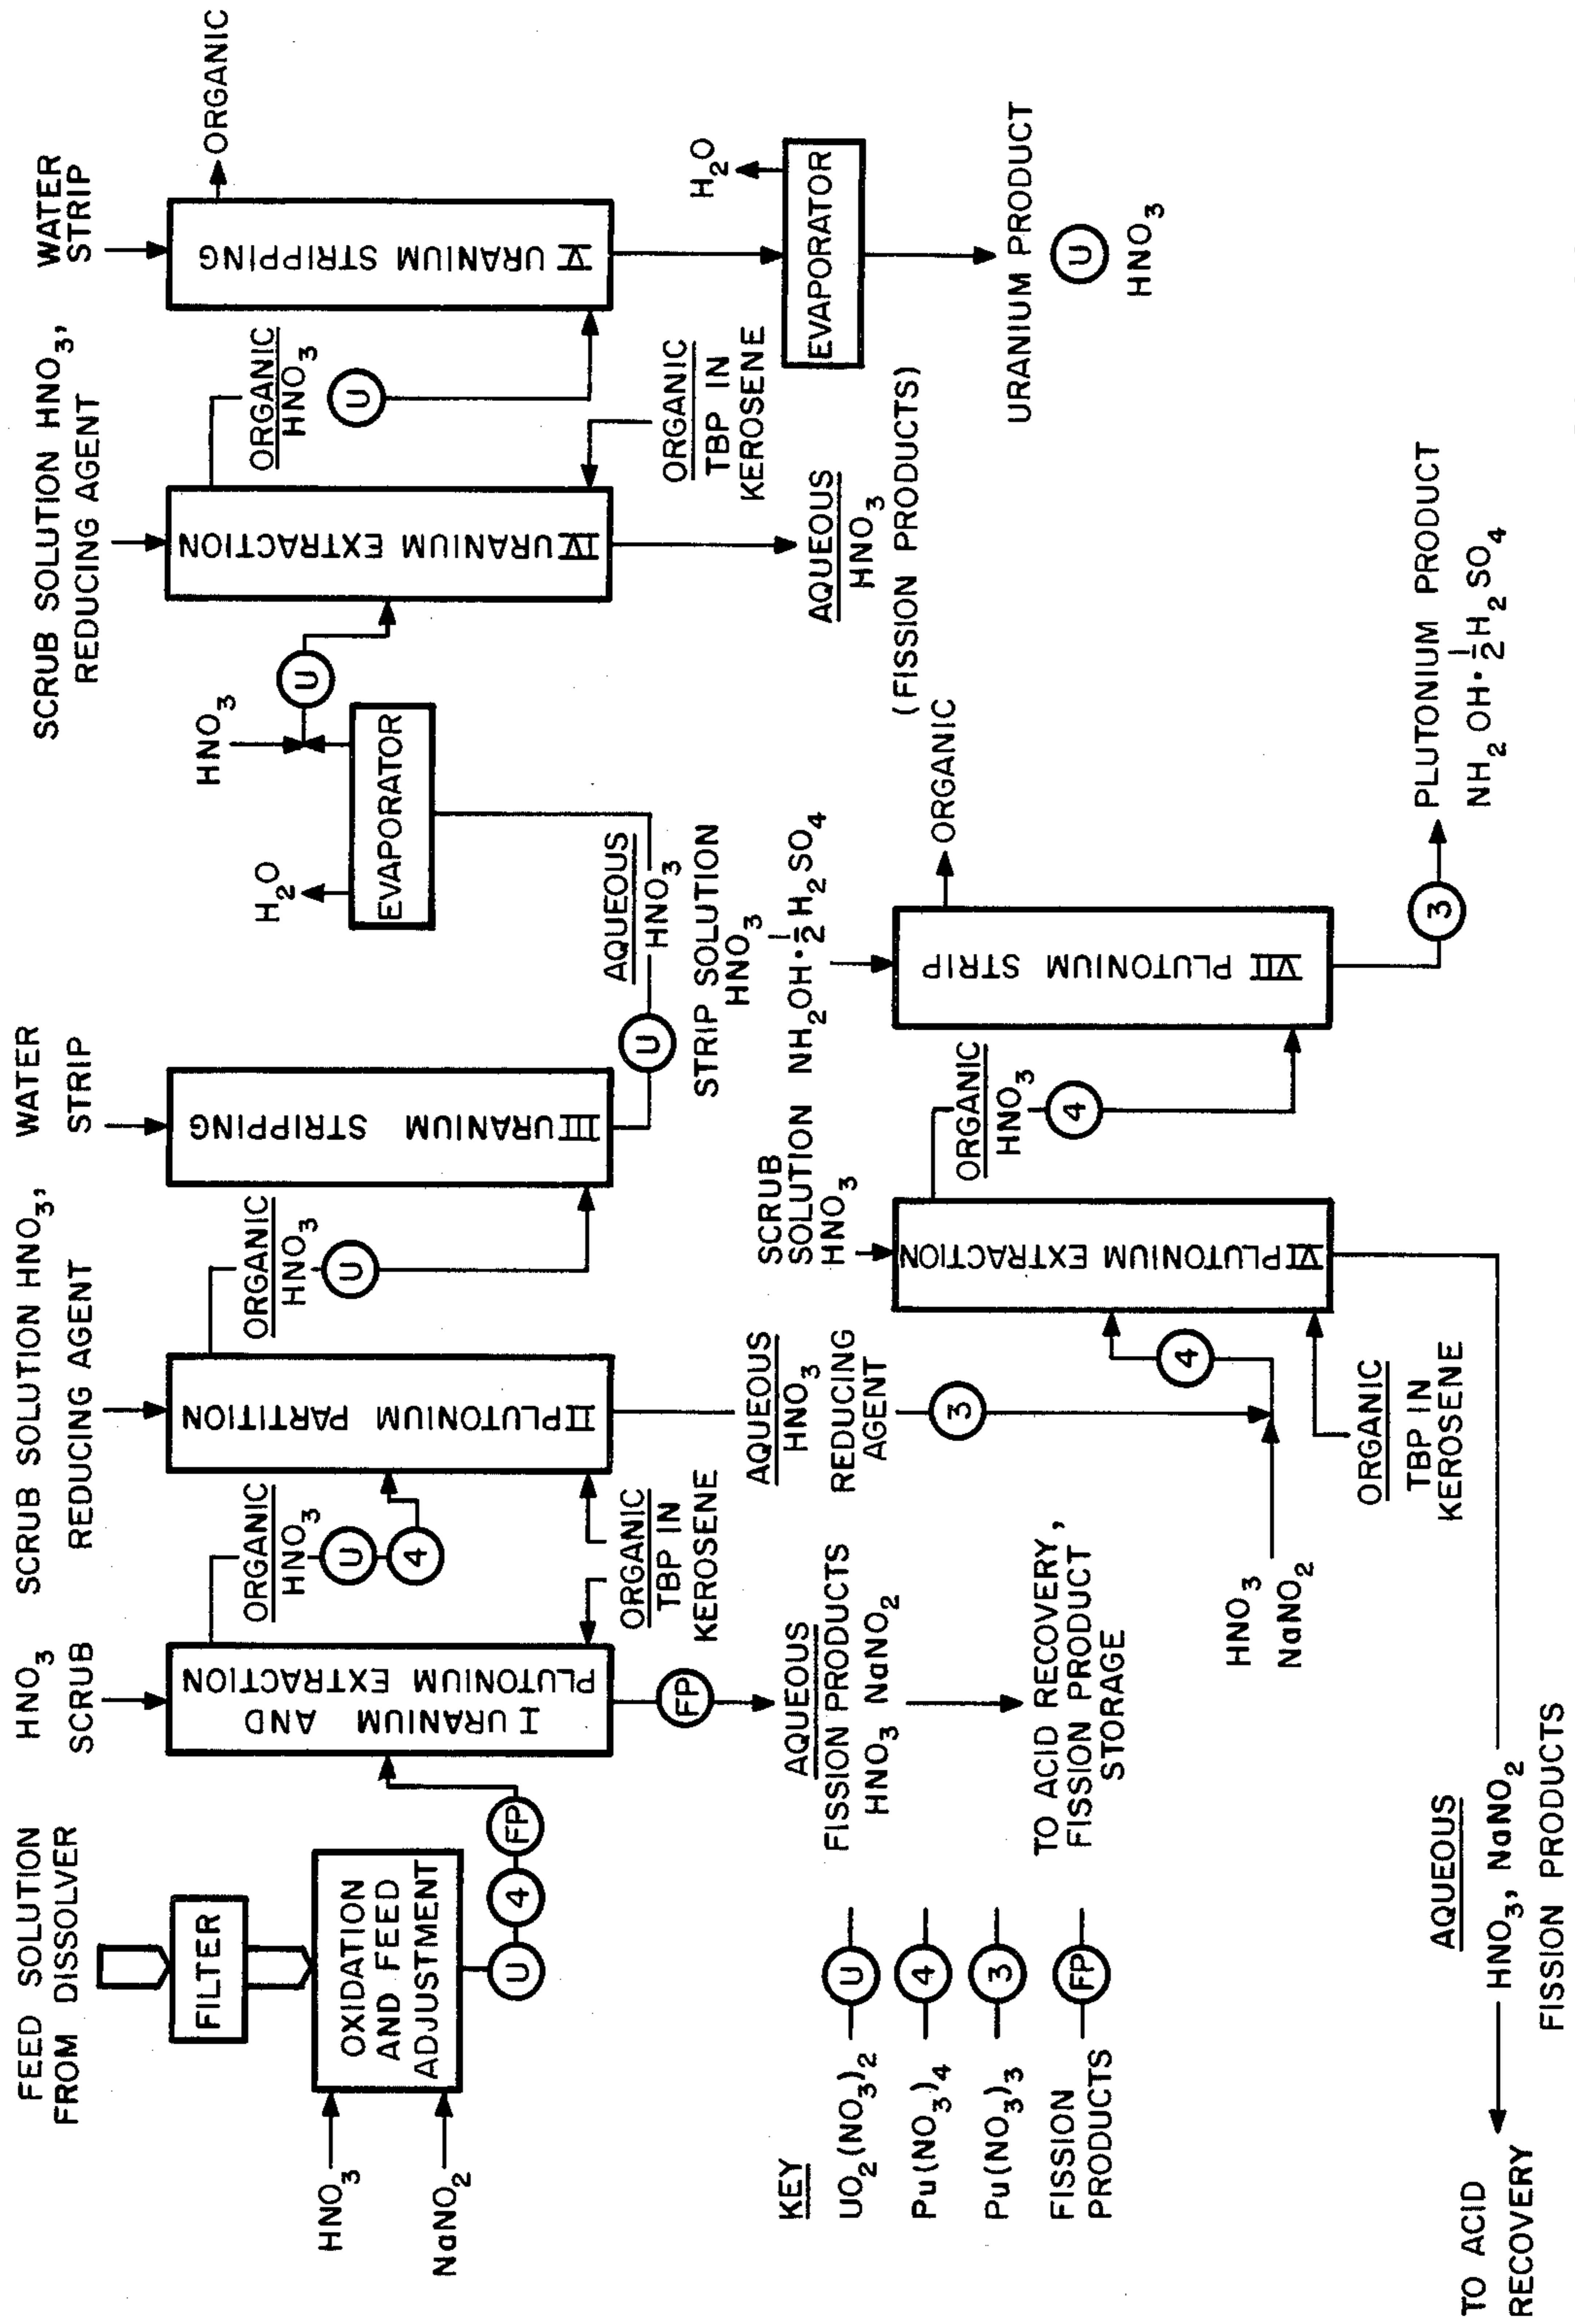 FEED SOLUTION
FROM DISSOLVER
FILTER
HNO3
NaNO2
OXIDATION
AND FEED
ADJUSTMENT
U
4
FP
HNO3
SCRUB
I URANIUM AND
PLUTONIUM EXTRACTION
ORGANIC
HNO3
U
4
ORGANIC
TBP IN
KEROSENE
FP
AQUEOUS
FISSION PRODUCTS
HNO3 NaNO2
TO ACID RECOVERY,
FISSION PRODUCT
STORAGE
SCRUB SOLUTION HNO3,
REDUCING AGENT
II PLUTONIUM PARTITION
ORGANIC
HNO3
U
AQUEOUS
HNO3
REDUCING
AGENT
3
HNO3
NaNO2
4
WATER
STRIP
III URANIUM STRIPPING
U
AQUEOUS
HNO3
H2O
EVAPORATOR
HNO3
U
SCRUB SOLUTION HNO3,
REDUCING AGENT
IV URANIUM EXTRACTION
ORGANIC
HNO3
U
ORGANIC
TBP IN
KEROSENE
AQUEOUS
HNO3
(FISSION PRODUCTS)
WATER
STRIP
V URANIUM STRIPPING
ORGANIC
H2O
EVAPORATOR
URANIUM PRODUCT
U
HNO3
SCRUB
SOLUTION
HNO3
VI PLUTONIUM EXTRACTION
ORGANIC
TBP IN
KEROSENE
ORGANIC
HNO3
4
STRIP SOLUTION
HNO3
NH2OH·½H2SO4
VII PLUTONIUM STRIP
ORGANIC
3
PLUTONIUM PRODUCT
NH2OH·½H2SO4
AQUEOUS
HNO3, NaNO2
FISSION PRODUCTS
TO ACID
RECOVERY
KEY
UO2(NO3)2 U
Pu(NO3)4 4
Pu(NO3)3 3
FISSION
PRODUCTS FP